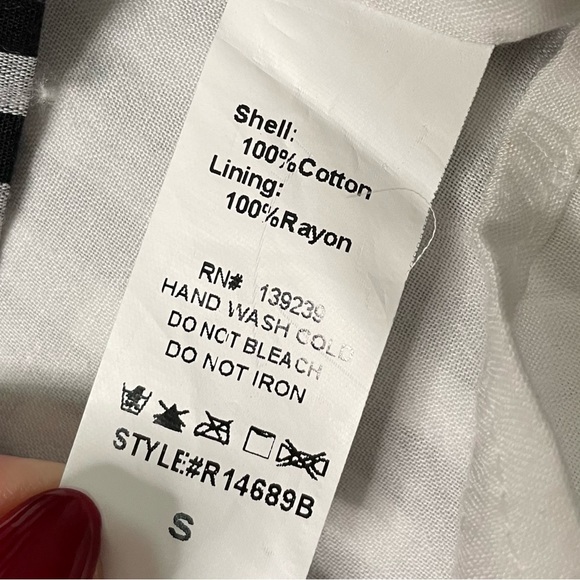 Shell:
100%Cotton
Lining:
100%Rayon
RN# 139239
HAND WASH COLD
DO NOT BLEACH
DO NOT IRON
STYLE#R14689B
S